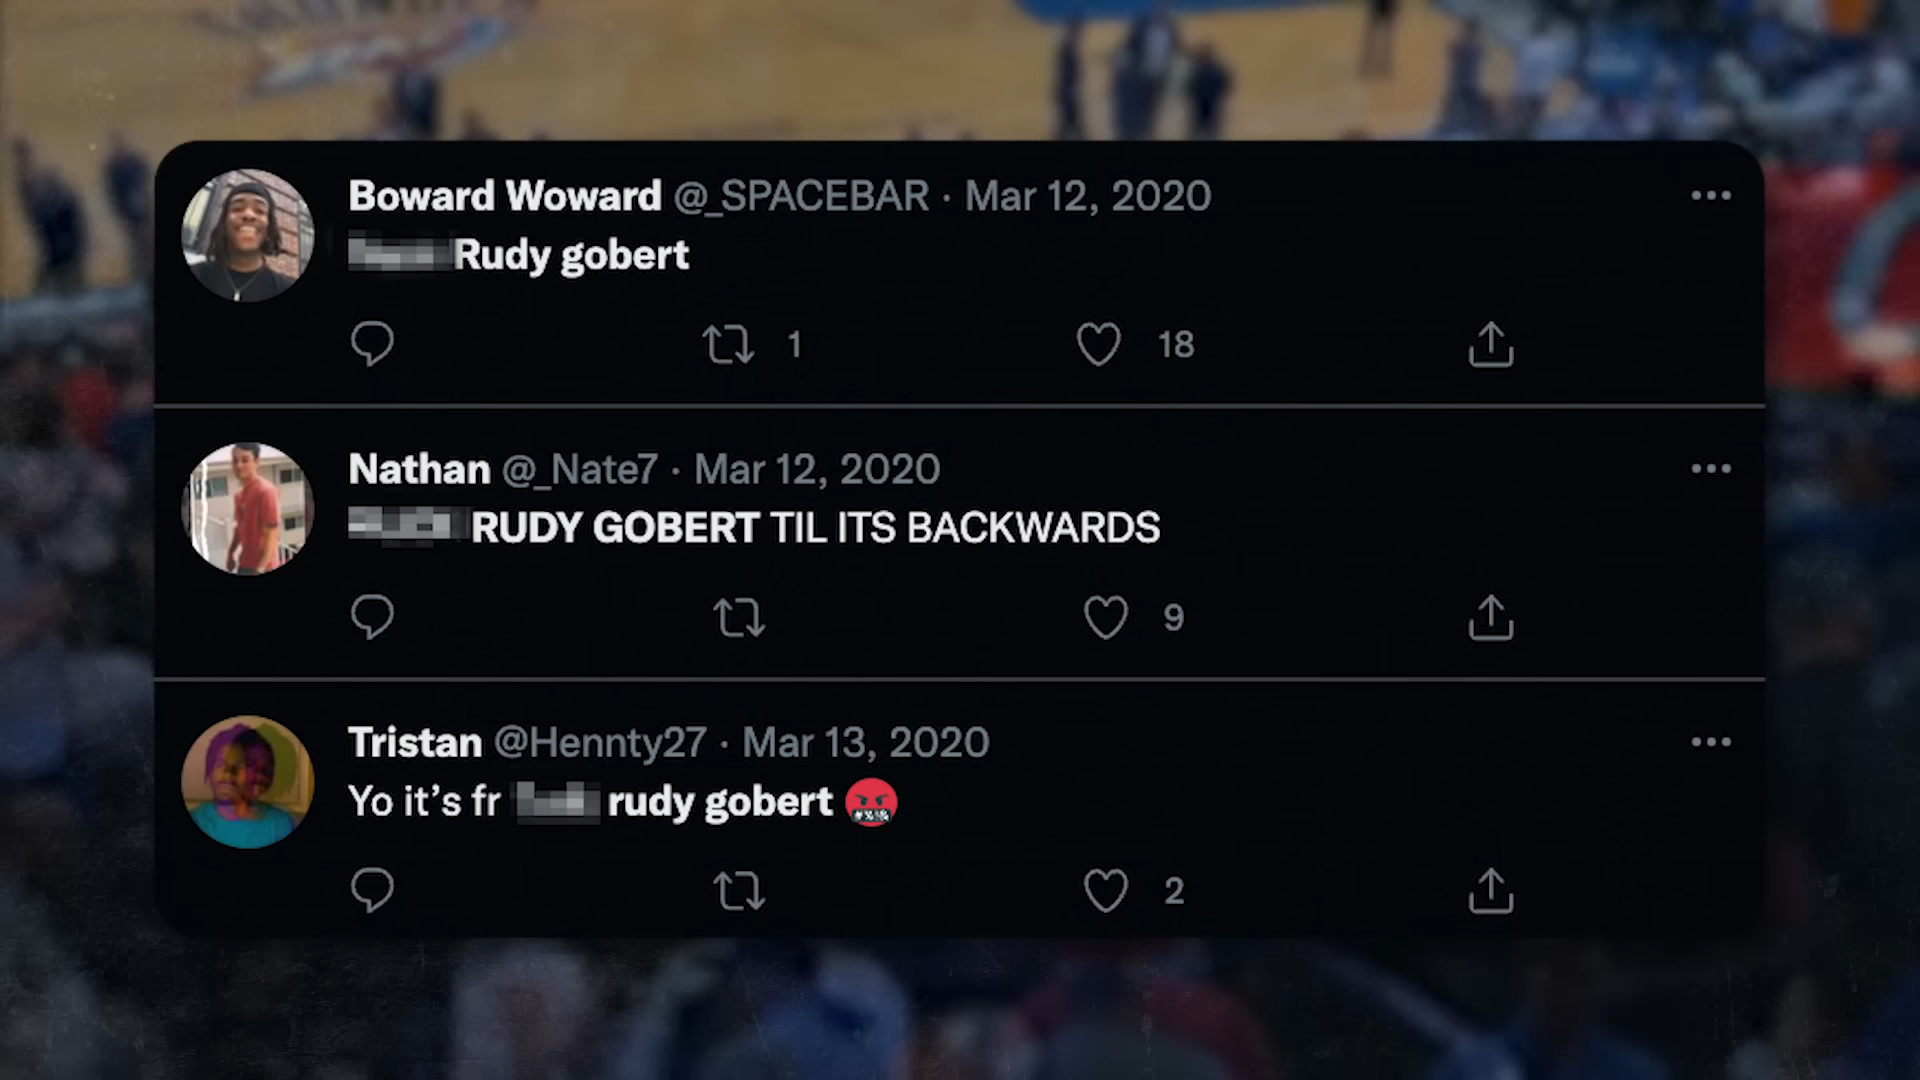 Boward Woward @_SPACEBAR · Mar 12, 2020
Rudy gobert
1 18
Nathan @_Nate7 · Mar 12, 2020
RUDY GOBERT TIL ITS BACKWARDS
9
Tristan @Hennty27 · Mar 13, 2020
Yo it’s fr rudy gobert 🤬
2